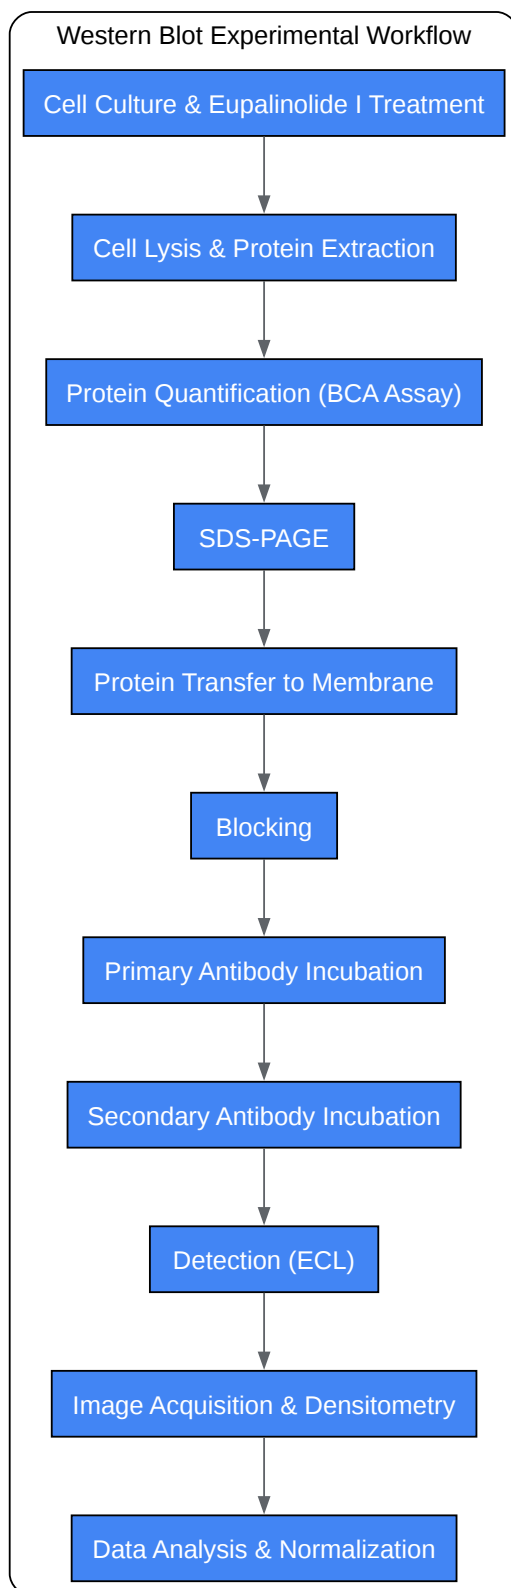 Western Blot Experimental Workflow
Cell Culture & Eupalinolide I Treatment
Cell Lysis & Protein Extraction
Protein Quantification (BCA Assay)
SDS-PAGE
Protein Transfer to Membrane
Blocking
Primary Antibody Incubation
Secondary Antibody Incubation
Detection (ECL)
Image Acquisition & Densitometry
Data Analysis & Normalization